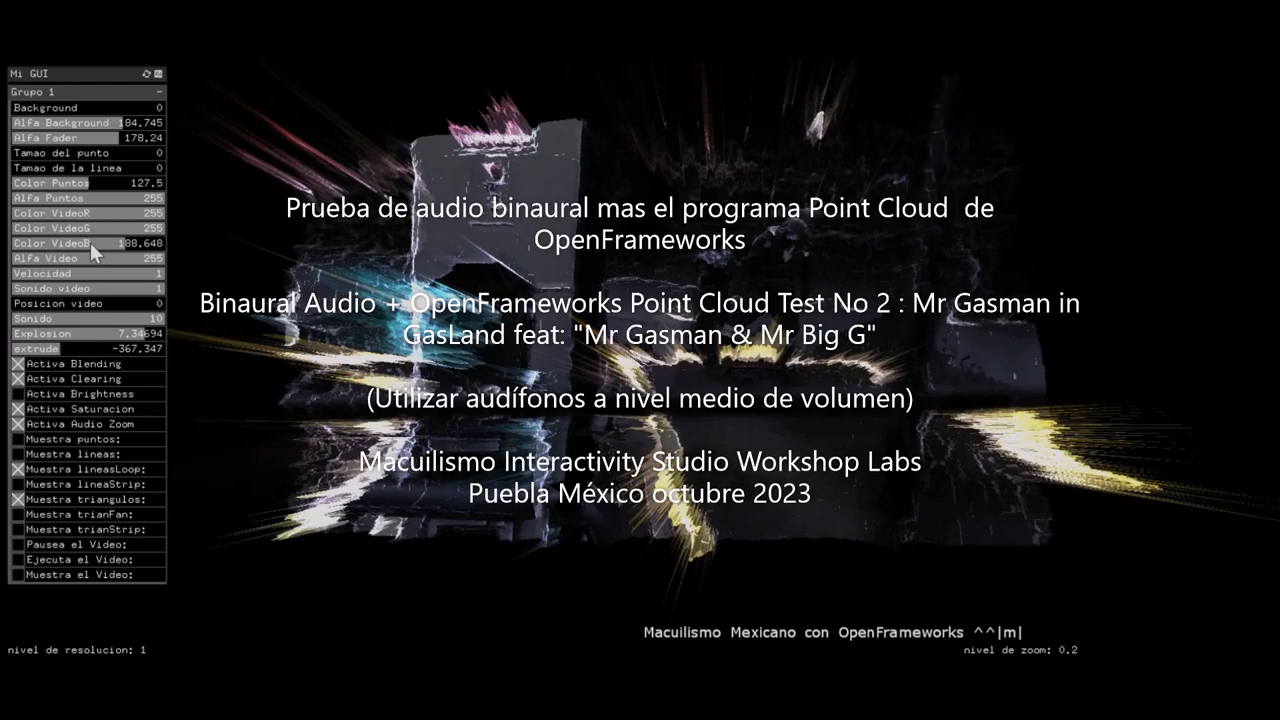 Mi GUI
Grupo 1 -
Background 0
Alfa Background 184.745
Alfa Fader 178.24
Tamao del punto 0
Tamao de la linea 0
Color Puntos 127.5
Alfa Puntos 255
Color VideoR 255
Color VideoG 255
Color VideoB 188.648
Alfa Video 255
Velocidad 1
Sonido video 1
Posicion video 0
Sonido 10
Explosion 7.34694
extrude -367.347
Activa Blending
Activa Clearing
Activa Brightness
Activa Saturacion
Activa Audio Zoom
Muestra puntos:
Muestra lineas:
Muestra lineasLoop:
Muestra lineaStrip:
Muestra triangulos:
Muestra trianFan:
Muestra trianStrip:
Pausea el Video:
Ejecuta el Video:
Muestra el Video:
Prueba de audio binaural mas el programa Point Cloud  de
OpenFrameworks
Binaural Audio + OpenFrameworks Point Cloud Test No 2 : Mr Gasman in
GasLand feat: "Mr Gasman & Mr Big G"
(Utilizar audífonos a nivel medio de volumen)
Macuilismo Interactivity Studio Workshop Labs
Puebla México octubre 2023
Macuilismo Mexicano con OpenFrameworks ^^|m|
nivel de resolucion: 1
nivel de zoom: 0.2